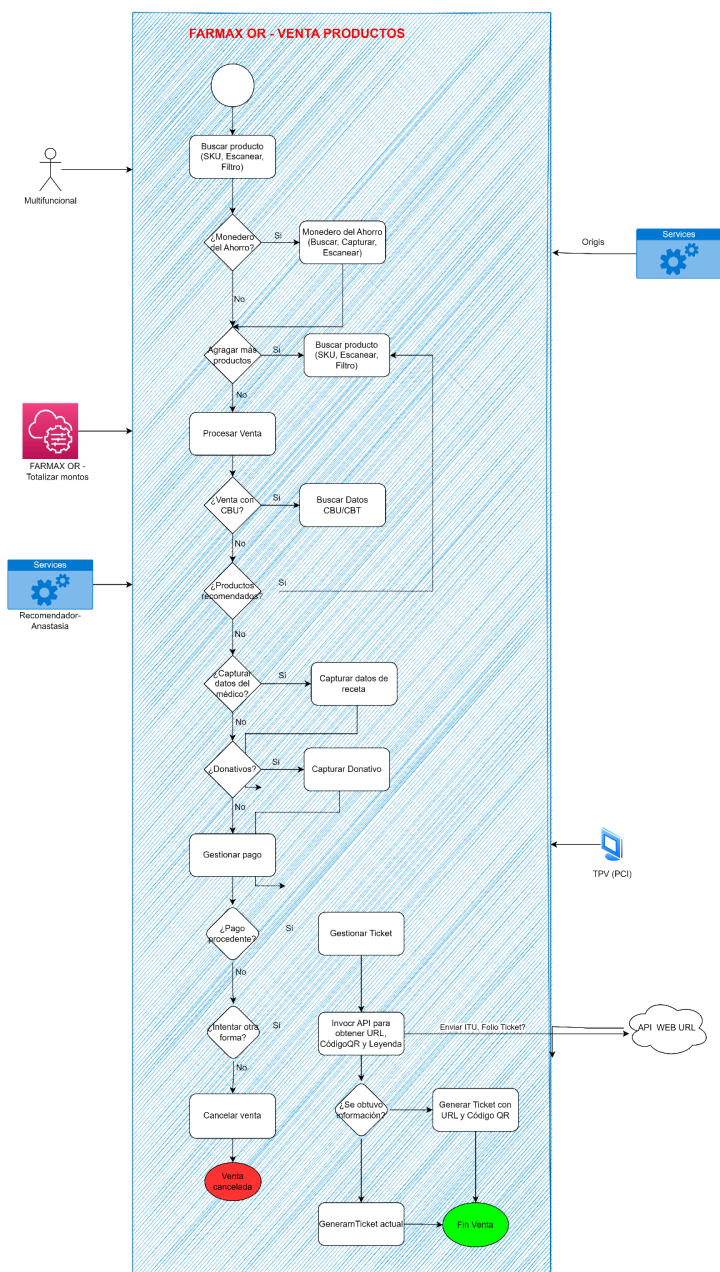 FARMAX OR - VENTA PRODUCTOS
Buscar producto
(SKU, Escanear,
Filtro)
Multifuncional
¿Monedero
del Ahorro?
Si
Monedero del Ahorro
(Buscar, Capturar,
Escanear)
Origis
Services
No
Agragar más
productos
Si
Buscar producto
(SKU, Escanear,
Filtro)
No
Procesar Venta
FARMAX OR -
Totalizar montos
¿Venta con
CBU?
Si
Buscar Datos
CBU/CBT
No
Services
Recomendador-
Anastasia
¿Productos
recomendados?
Si
No
¿Capturar
datos del
médico?
Si
Capturar datos de
receta
No
¿Donativos?
Si
Capturar Donativo
No
Gestionar pago
TPV (PCI)
¿Pago
procedente?
Si
Gestionar Ticket
No
¿Intentar otra
forma?
Si
Invocr API para
obtener URL,
CódigoQR y Leyenda
Enviar ITU, Folio Ticket?
API WEB URL
No
Cancelar venta
¿Se obtuvo
información?
Generar Ticket con
URL y Código QR
Venta
cancelada
GeneramTicket actual
Fin Venta